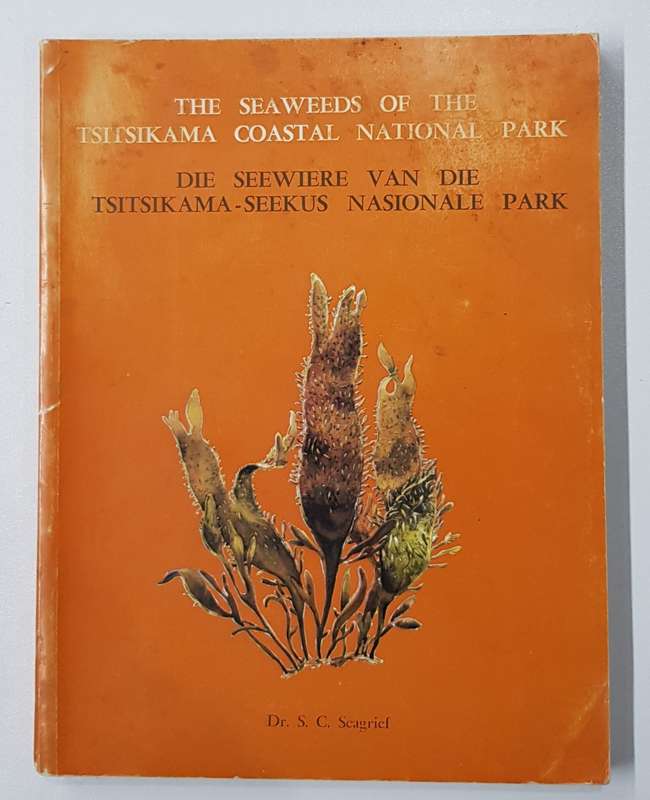 THE SEAWEEDS OF THE
TSITSIKAMA COASTAL NATIONAL PARK
DIE SEEWIERE VAN DIE
TSITSIKAMA-SEEKUS NASIONALE PARK
Dr. S. C. Seagrief